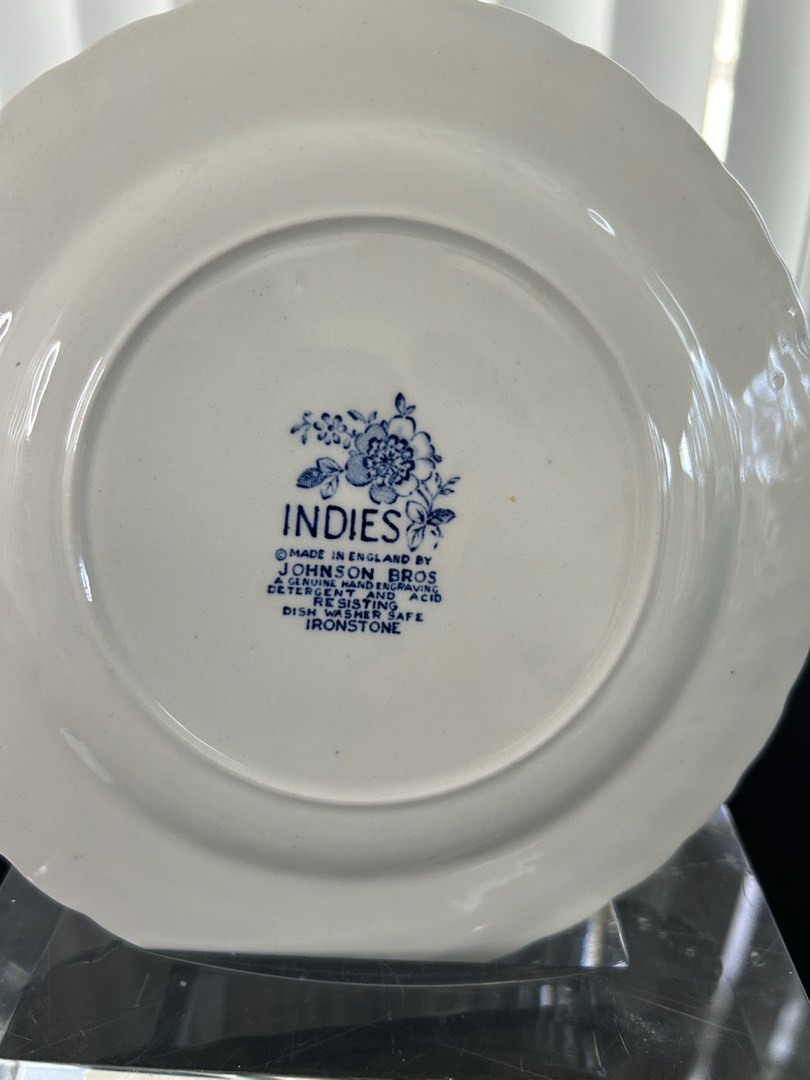 INDIES
© MADE IN ENGLAND BY
JOHNSON BROS
A GENUINE HAND ENGRAVING
DETERGENT AND ACID
RESISTING
DISH WASHER SAFE
IRONSTONE